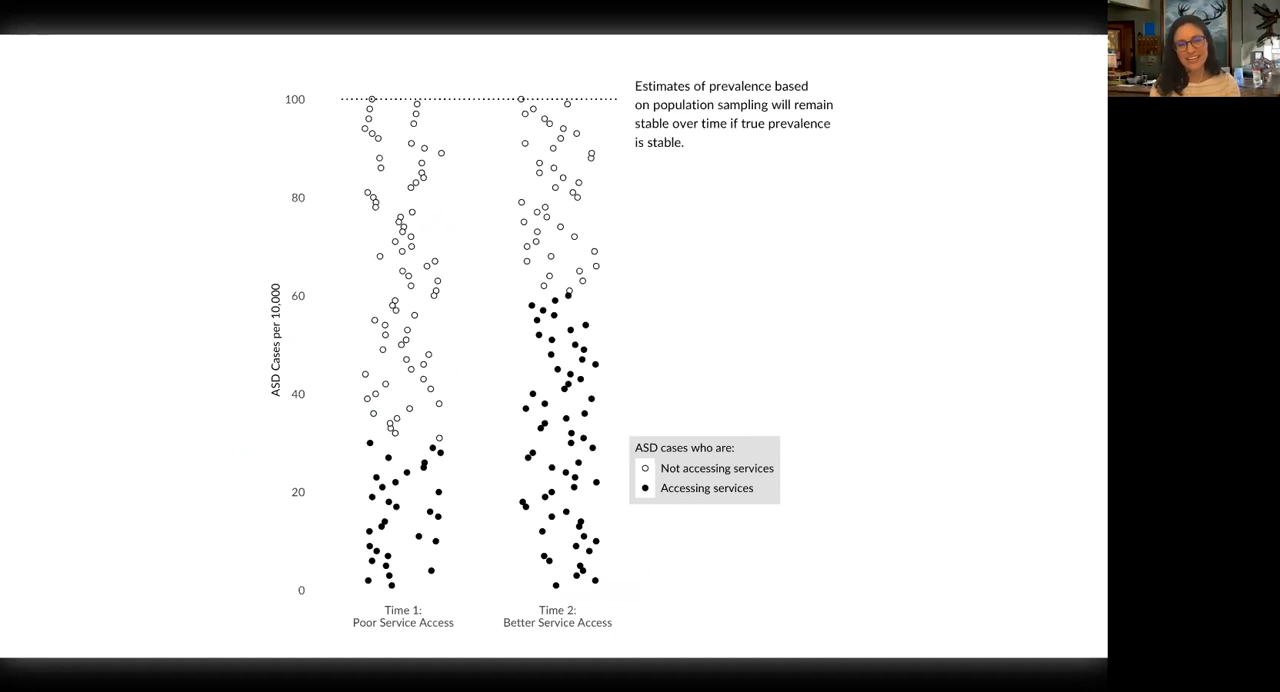 Estimates of prevalence based
on population sampling will remain
stable over time if true prevalence
is stable.
100
80
60
40
20
0
ASD Cases per 10,000
ASD cases who are:
Not accessing services
Accessing services
Time 1:
Poor Service Access
Time 2:
Better Service Access